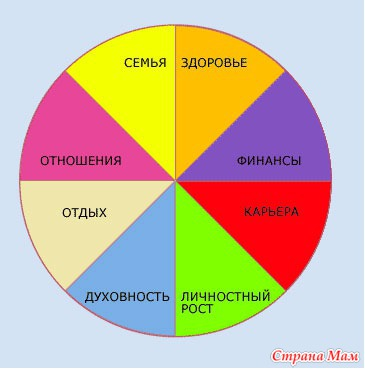 СЕМЬЯ
ЗДОРОВЬЕ
ОТНОШЕНИЯ
ФИНАНСЫ
ОТДЫХ
КАРЬЕРА
ДУХОВНОСТЬ
ЛИЧНОСТНЫЙ
РОСТ
Страна Мам